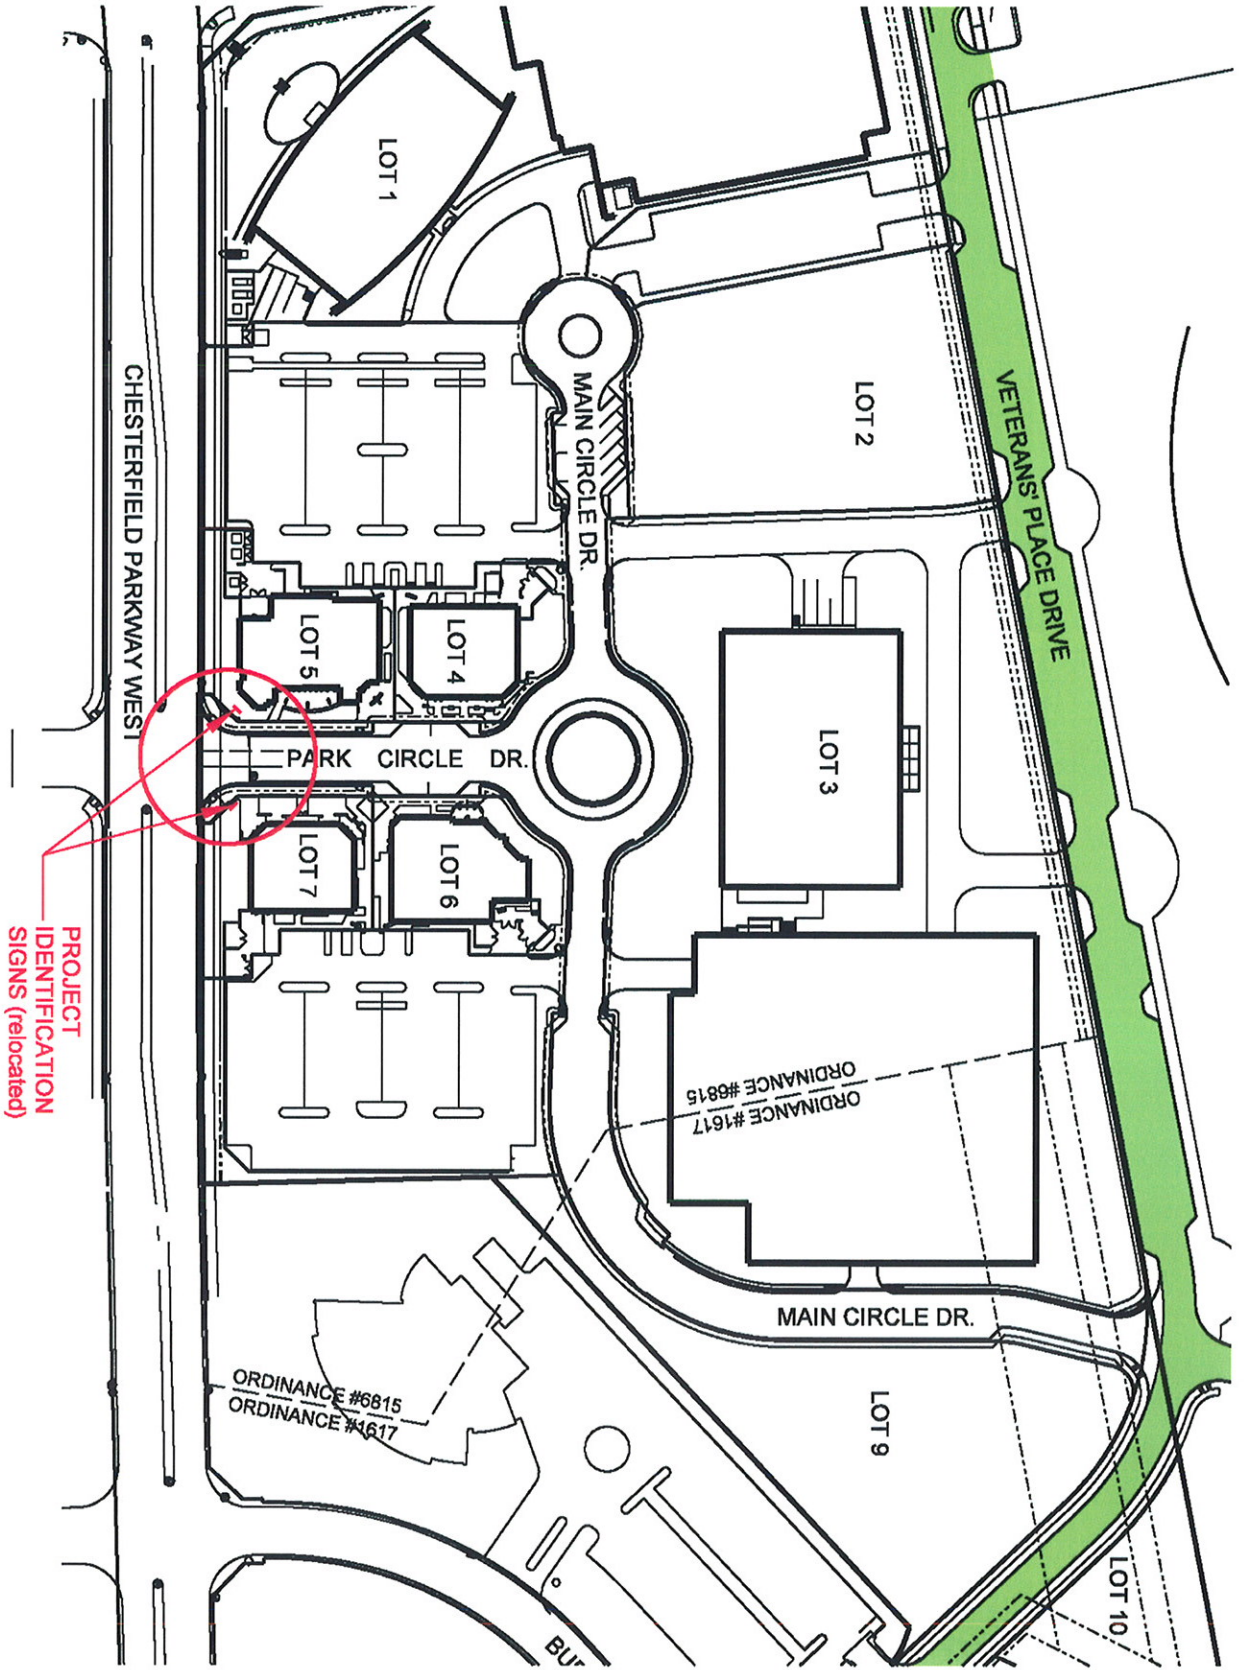 LOT 1
LOT 2
VETERANS' PLACE DRIVE
MAIN CIRCLE DR.
CHESTERFIELD PARKWAY WEST
LOT 5
LOT 4
LOT 3
PARK CIRCLE DR.
LOT 7
LOT 6
PROJECT
IDENTIFICATION
SIGNS (relocated)
ORDINANCE #6815
ORDINANCE #1617
MAIN CIRCLE DR.
ORDINANCE #6815
ORDINANCE #1617
LOT 9
LOT 10